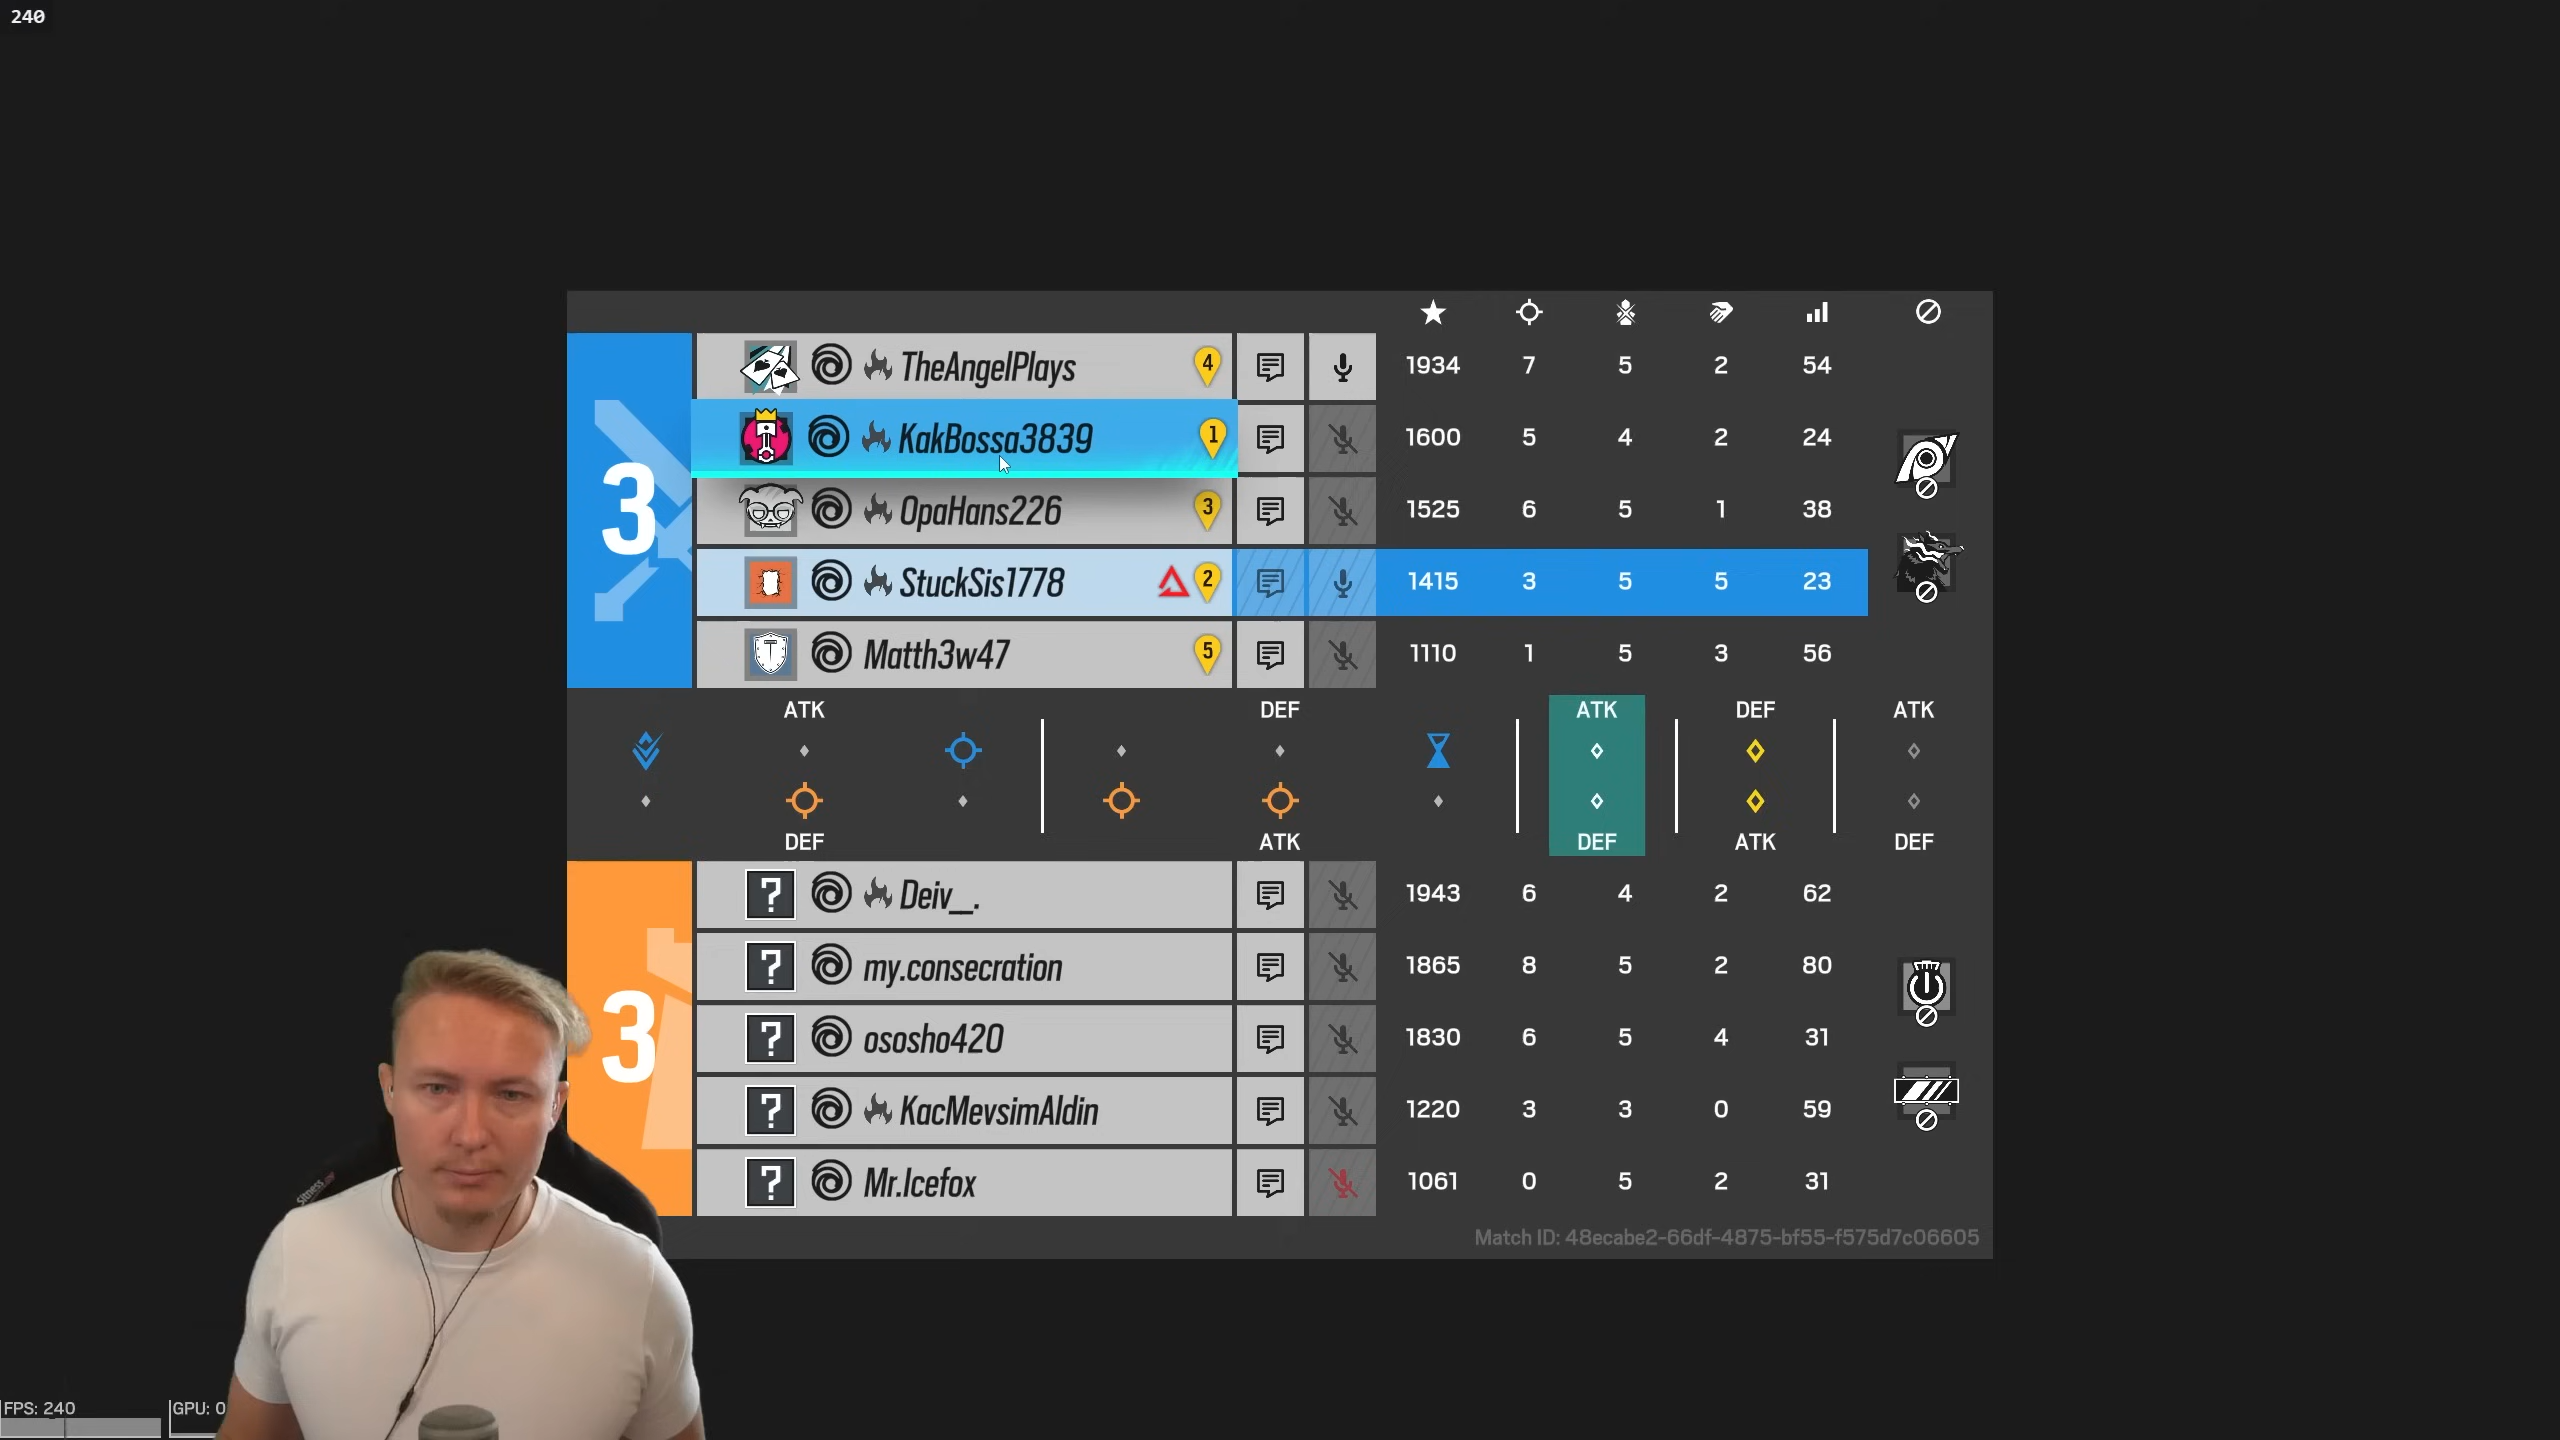 240
TheAngelPlays 4 1934 7 5 2 54
KakBossa3839 1 1600 5 4 2 24
OpaHans226 3 1525 6 5 1 38
StuckSis1778 2 1415 3 5 5 23
Matth3w47 5 1110 1 5 3 56
3
ATK DEF ATK DEF ATK
DEF ATK DEF ATK DEF
Deiv__. 1943 6 4 2 62
my.consecration 1865 8 5 2 80
ososho420 1830 6 5 4 31
KacMevsimAldin 1220 3 3 0 59
Mr.Icefox 1061 0 5 2 31
3
Match ID: 48ecabe2-66df-4875-bf55-f575d7c06605
FPS: 240
GPU: 0